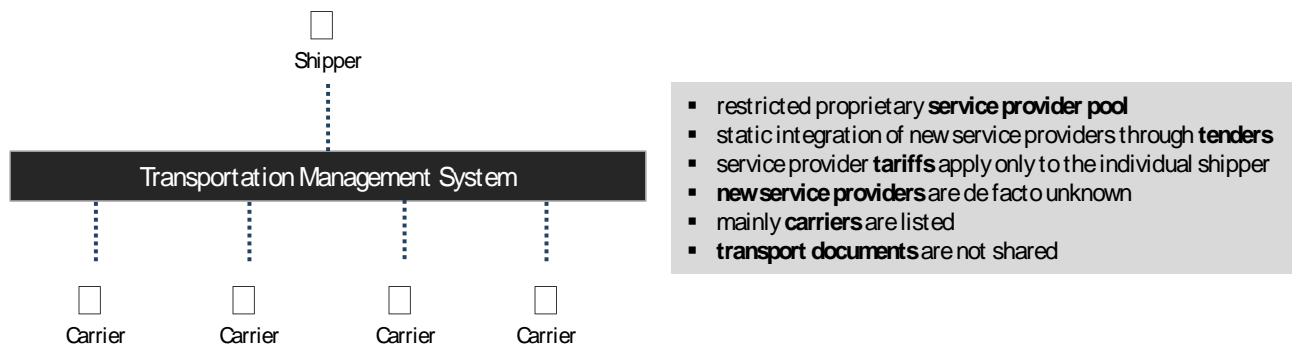 Shipper
Transportation Management System
Carrier Carrier Carrier Carrier
▪ restricted proprietary service provider pool
▪ static integration of new service providers through tenders
▪ service provider tariffs apply only to the individual shipper
▪ new service providers are de facto unknown
▪ mainly carriers are listed
▪ transport documents are not shared